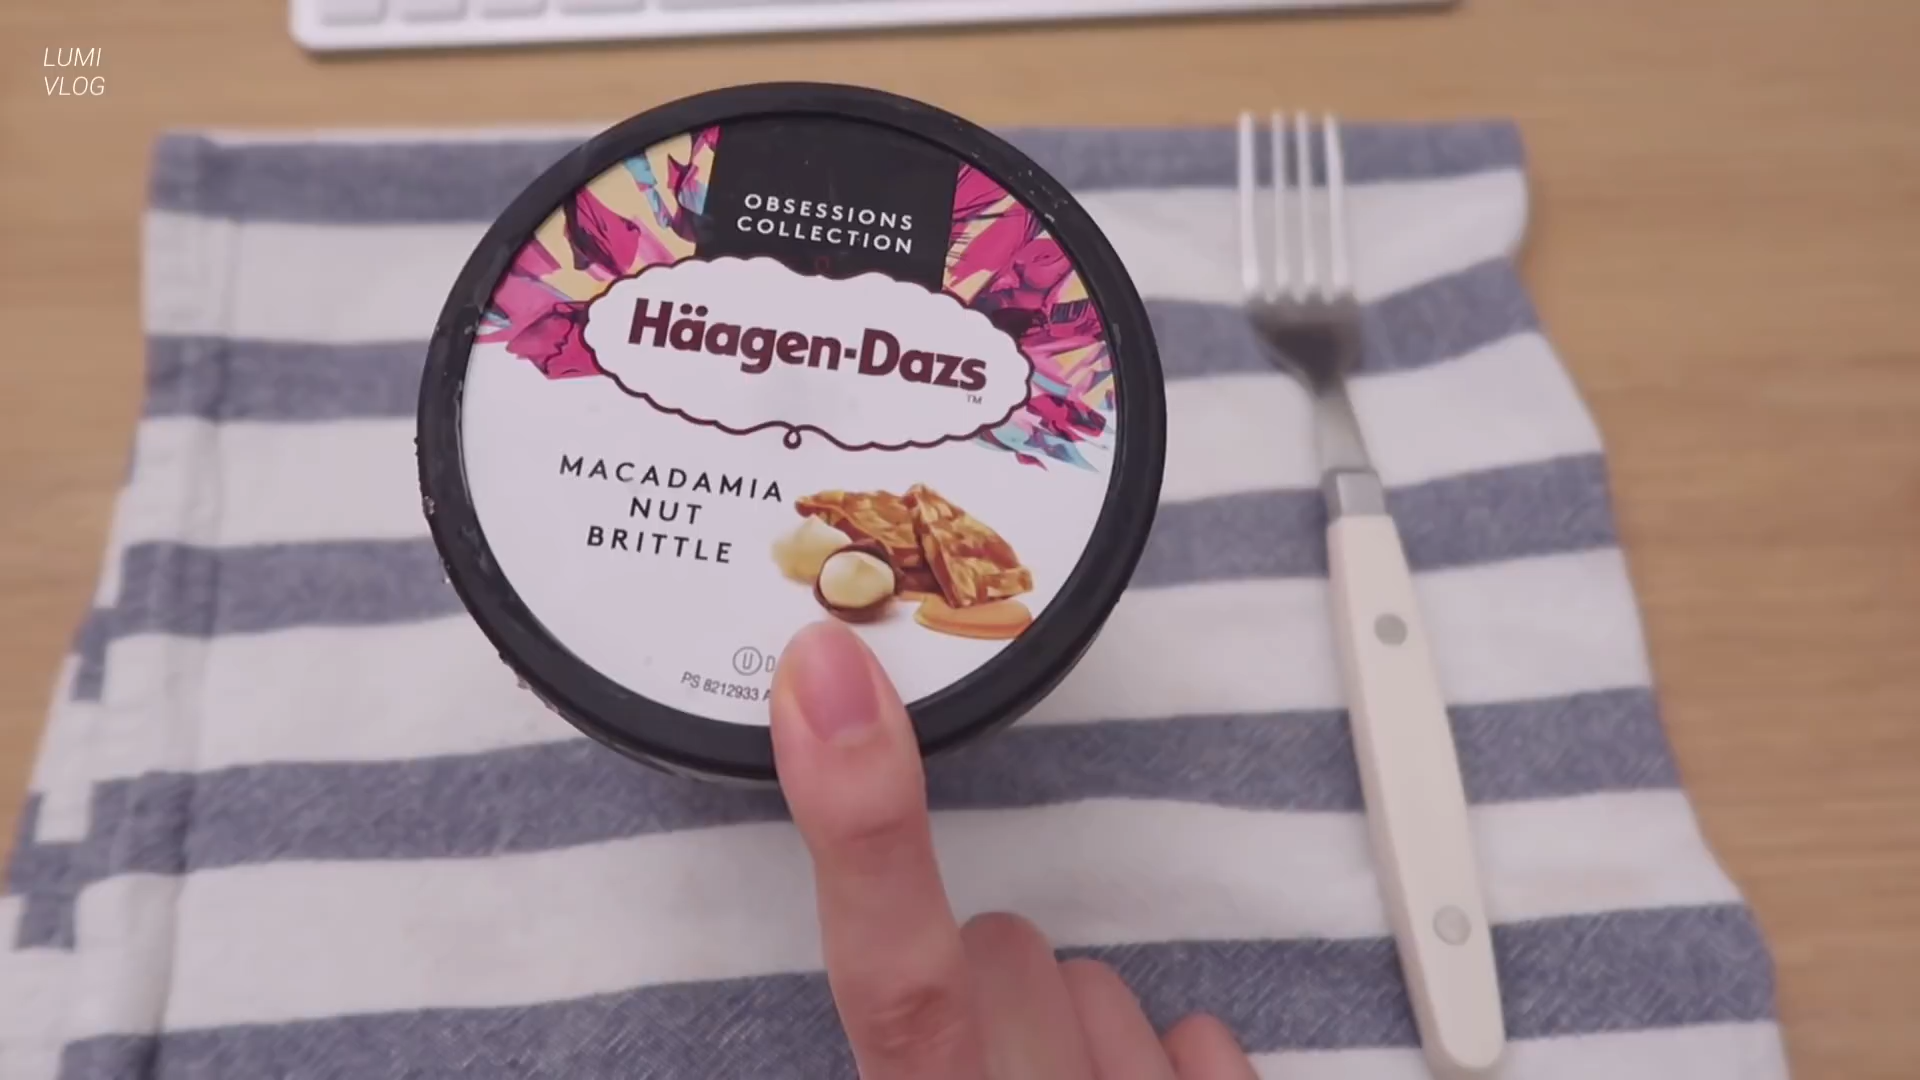 LUMI
VLOG
OBSESSIONS
COLLECTION
Häagen-Dazs
TM
MACADAMIA
NUT
BRITTLE
U D
PS 8212933 A